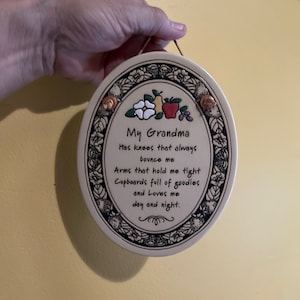 My Grandma
Has knees that always
bounce me
Arms that hold me tight
Cupboards full of goodies
and Loves me
day and night.